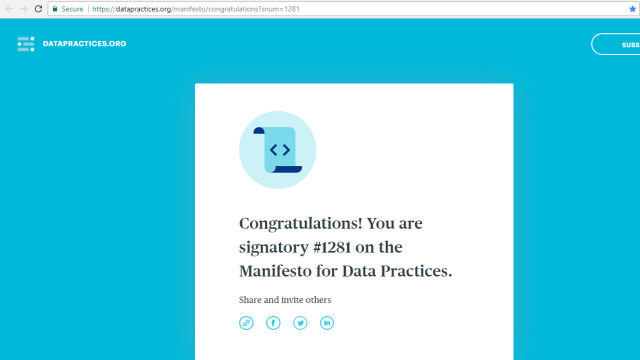 Secure https://datapractices.org/manifesto/congratulations?snum=1281
DATAPRACTICES.ORG
SUBS
Congratulations! You are
signatory #1281 on the
Manifesto for Data Practices.
Share and invite others